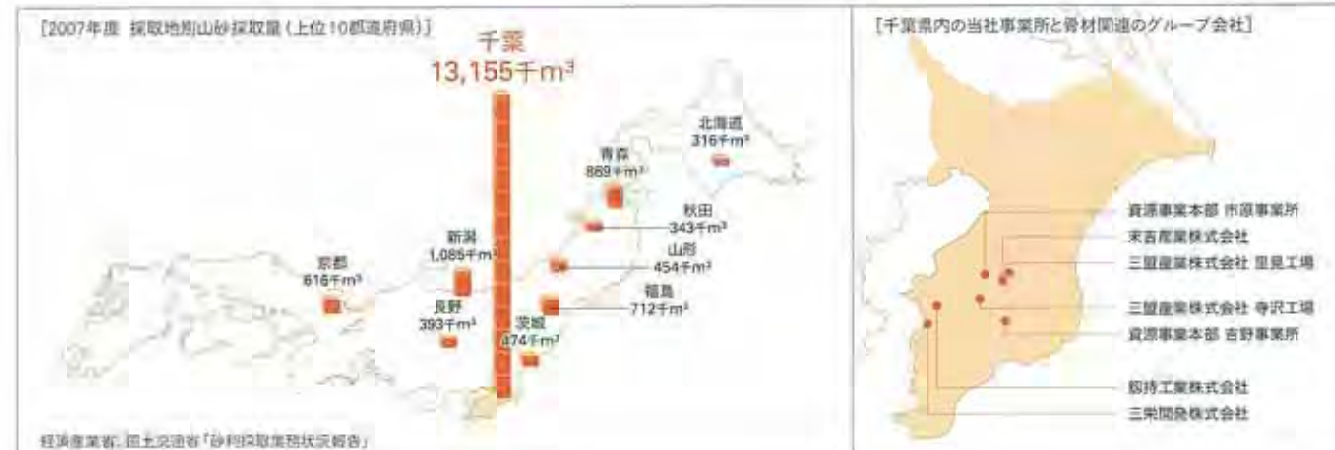 [2007年度 採取地別山砂採取量(上位10都道府県)]
千葉
13,155千m³
北海道
316千m³
青森
889千m³
秋田
343千m³
山形
454千m³
福島
712千m³
新潟
1,085千m³
長野
393千m³
茨城
474千m³
京都
616千m³
経済産業省、国土交通省「砂利採取業務状況報告」
[千葉県内の当社事業所と骨材関連のグループ会社]
資源事業本部 市原事業所
末吉産業株式会社
三盟産業株式会社 里見工場
三盟産業株式会社 寺沢工場
資源事業本部 吉野事業所
剱持工業株式会社
三栄開発株式会社